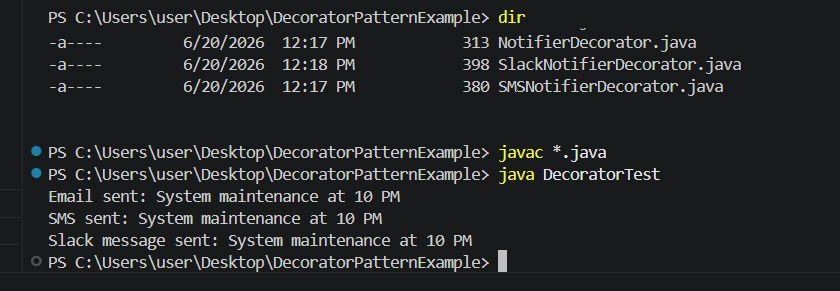 PS C:\Users\user\Desktop\DecoratorPatternExample> dir
-a----        6/20/2026  12:17 PM            313 NotifierDecorator.java
-a----        6/20/2026  12:18 PM            398 SlackNotifierDecorator.java
-a----        6/20/2026  12:17 PM            380 SMSNotifierDecorator.java
PS C:\Users\user\Desktop\DecoratorPatternExample> javac *.java
PS C:\Users\user\Desktop\DecoratorPatternExample> java DecoratorTest
Email sent: System maintenance at 10 PM
SMS sent: System maintenance at 10 PM
Slack message sent: System maintenance at 10 PM
PS C:\Users\user\Desktop\DecoratorPatternExample>